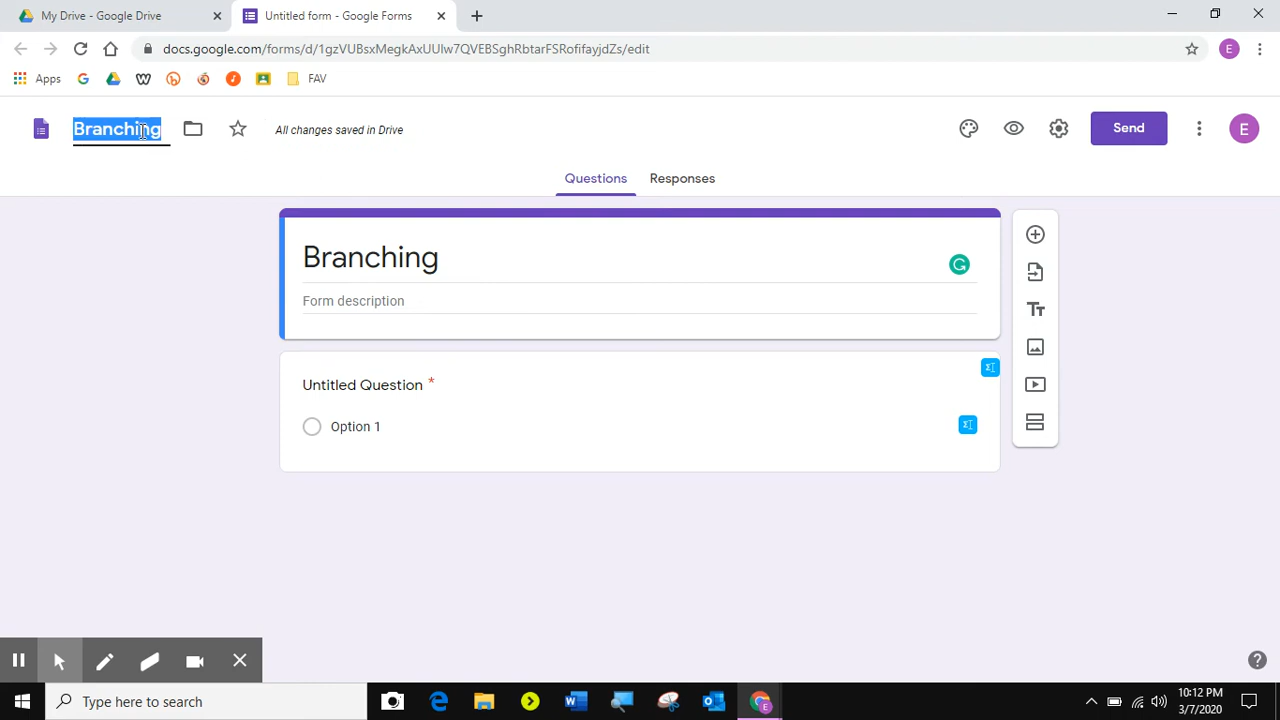 My Drive - Google Drive
Untitled form - Google Forms
docs.google.com/forms/d/1gzVUBsxMegkAxUUlw7QVEBSghRbtarFSRofifayjdZs/edit
E
Apps
FAV
Branching
All changes saved in Drive
Send
E
Questions
Responses
Branching
Form description
Untitled Question *
Option 1
Type here to search
10:12 PM
3/7/2020